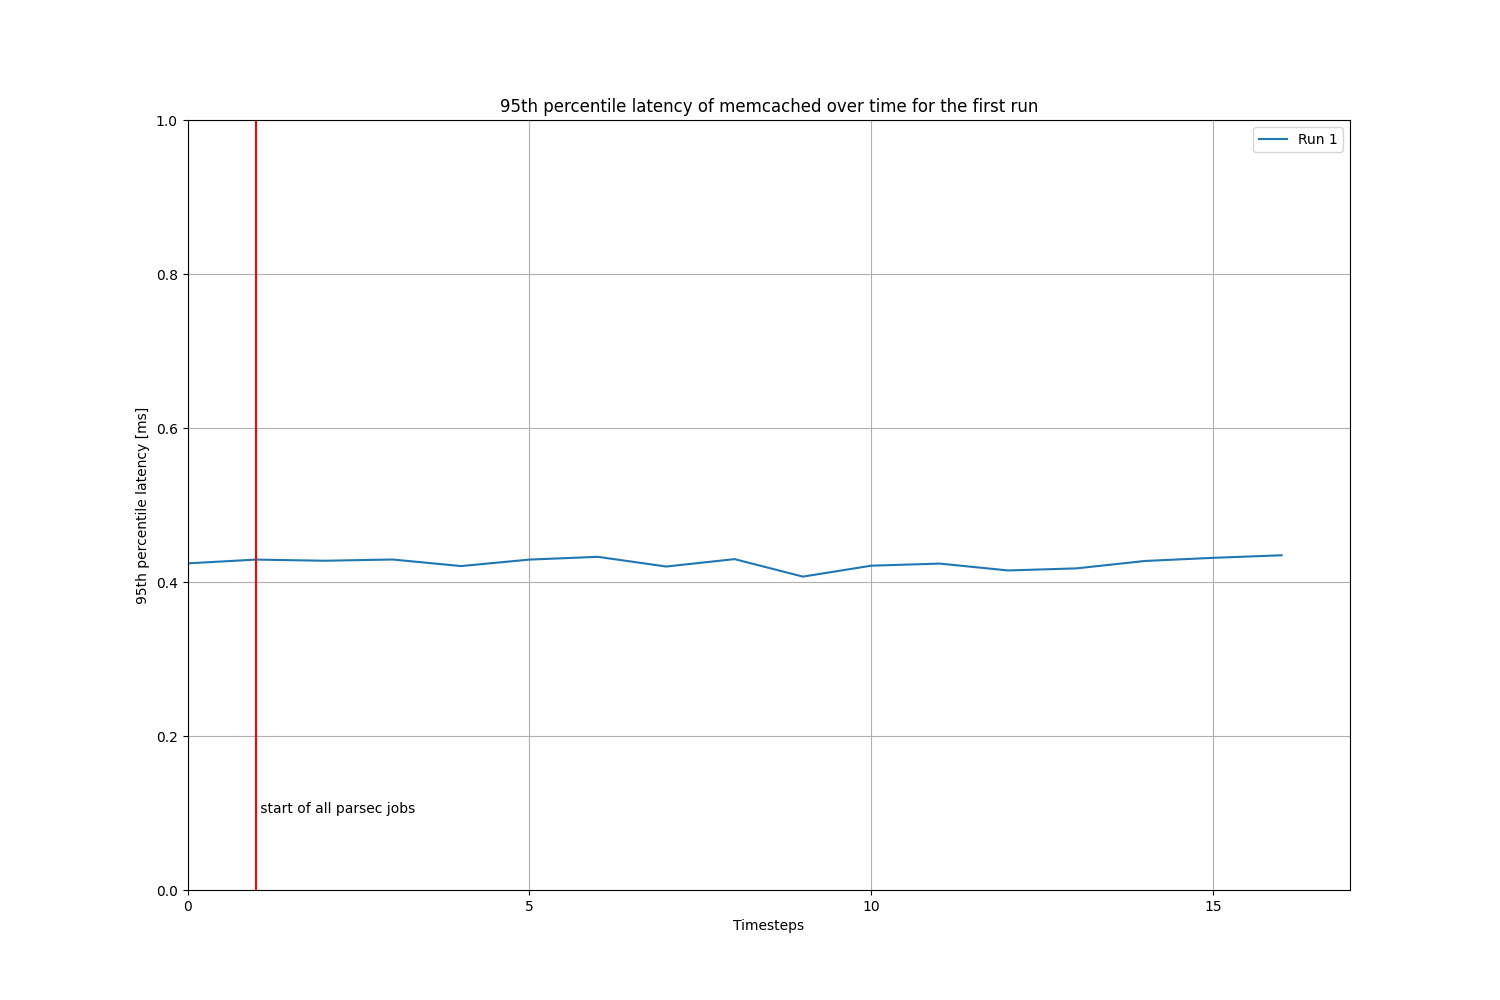 95th percentile latency of memcached over time for the first run
Run 1
1.0
0.8
0.6
0.4
0.2
0.0
95th percentile latency [ms]
start of all parsec jobs
0 5 10 15
Timesteps